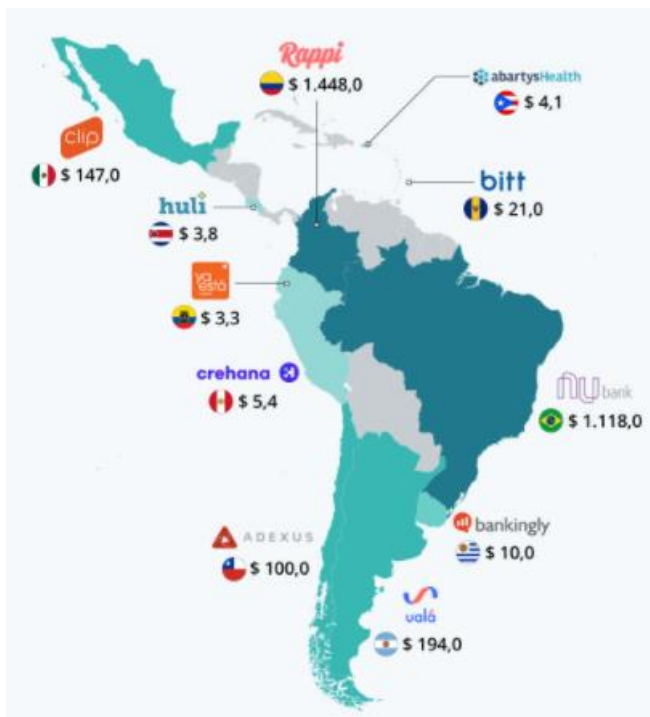 Rappi
$ 1.448,0
abartysHealth
$ 4,1
clip
$ 147,0
bitt
$ 21,0
huli
$ 3,8
ya
está
$ 3,3
crehana
$ 5,4
nu bank
$ 1.118,0
bankingly
$ 10,0
ADEXUS
$ 100,0
ualá
$ 194,0